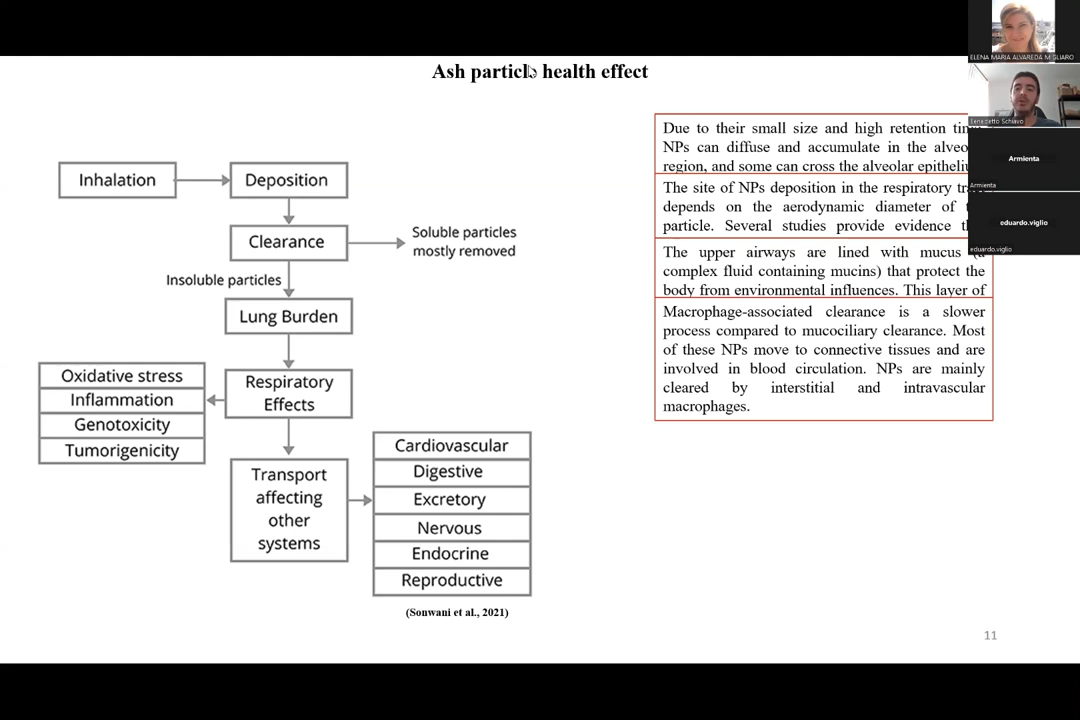 Ash particle health effect
Inhalation
Deposition
Clearance
Soluble particles
mostly removed
Insoluble particles
Lung Burden
Respiratory
Effects
Oxidative stress
Inflammation
Genotoxicity
Tumorigenicity
Transport
affecting
other
systems
Cardiovascular
Digestive
Excretory
Nervous
Endocrine
Reproductive
(Sonwani et al., 2021)
Due to their small size and high retention
NPs can diffuse and accumulate in the
region, and some can cross the alveolar
The site of NPs deposition in the respiratory
depends on the aerodynamic diameter of
particle. Several studies provide evidence
The upper airways are lined with mucus
complex fluid containing mucins) that protect the
body from environmental influences. This layer of
Macrophage-associated clearance is a slower
process compared to mucociliary clearance. Most
of these NPs move to connective tissues and are
involved in blood circulation. NPs are mainly
cleared by interstitial and intravascular
macrophages.
11
ELENA MARIA ALVAREDA MIGLIARO
Benedetto Schiavo
Armienta
Armienta
eduardo.viglio
eduardo.viglio